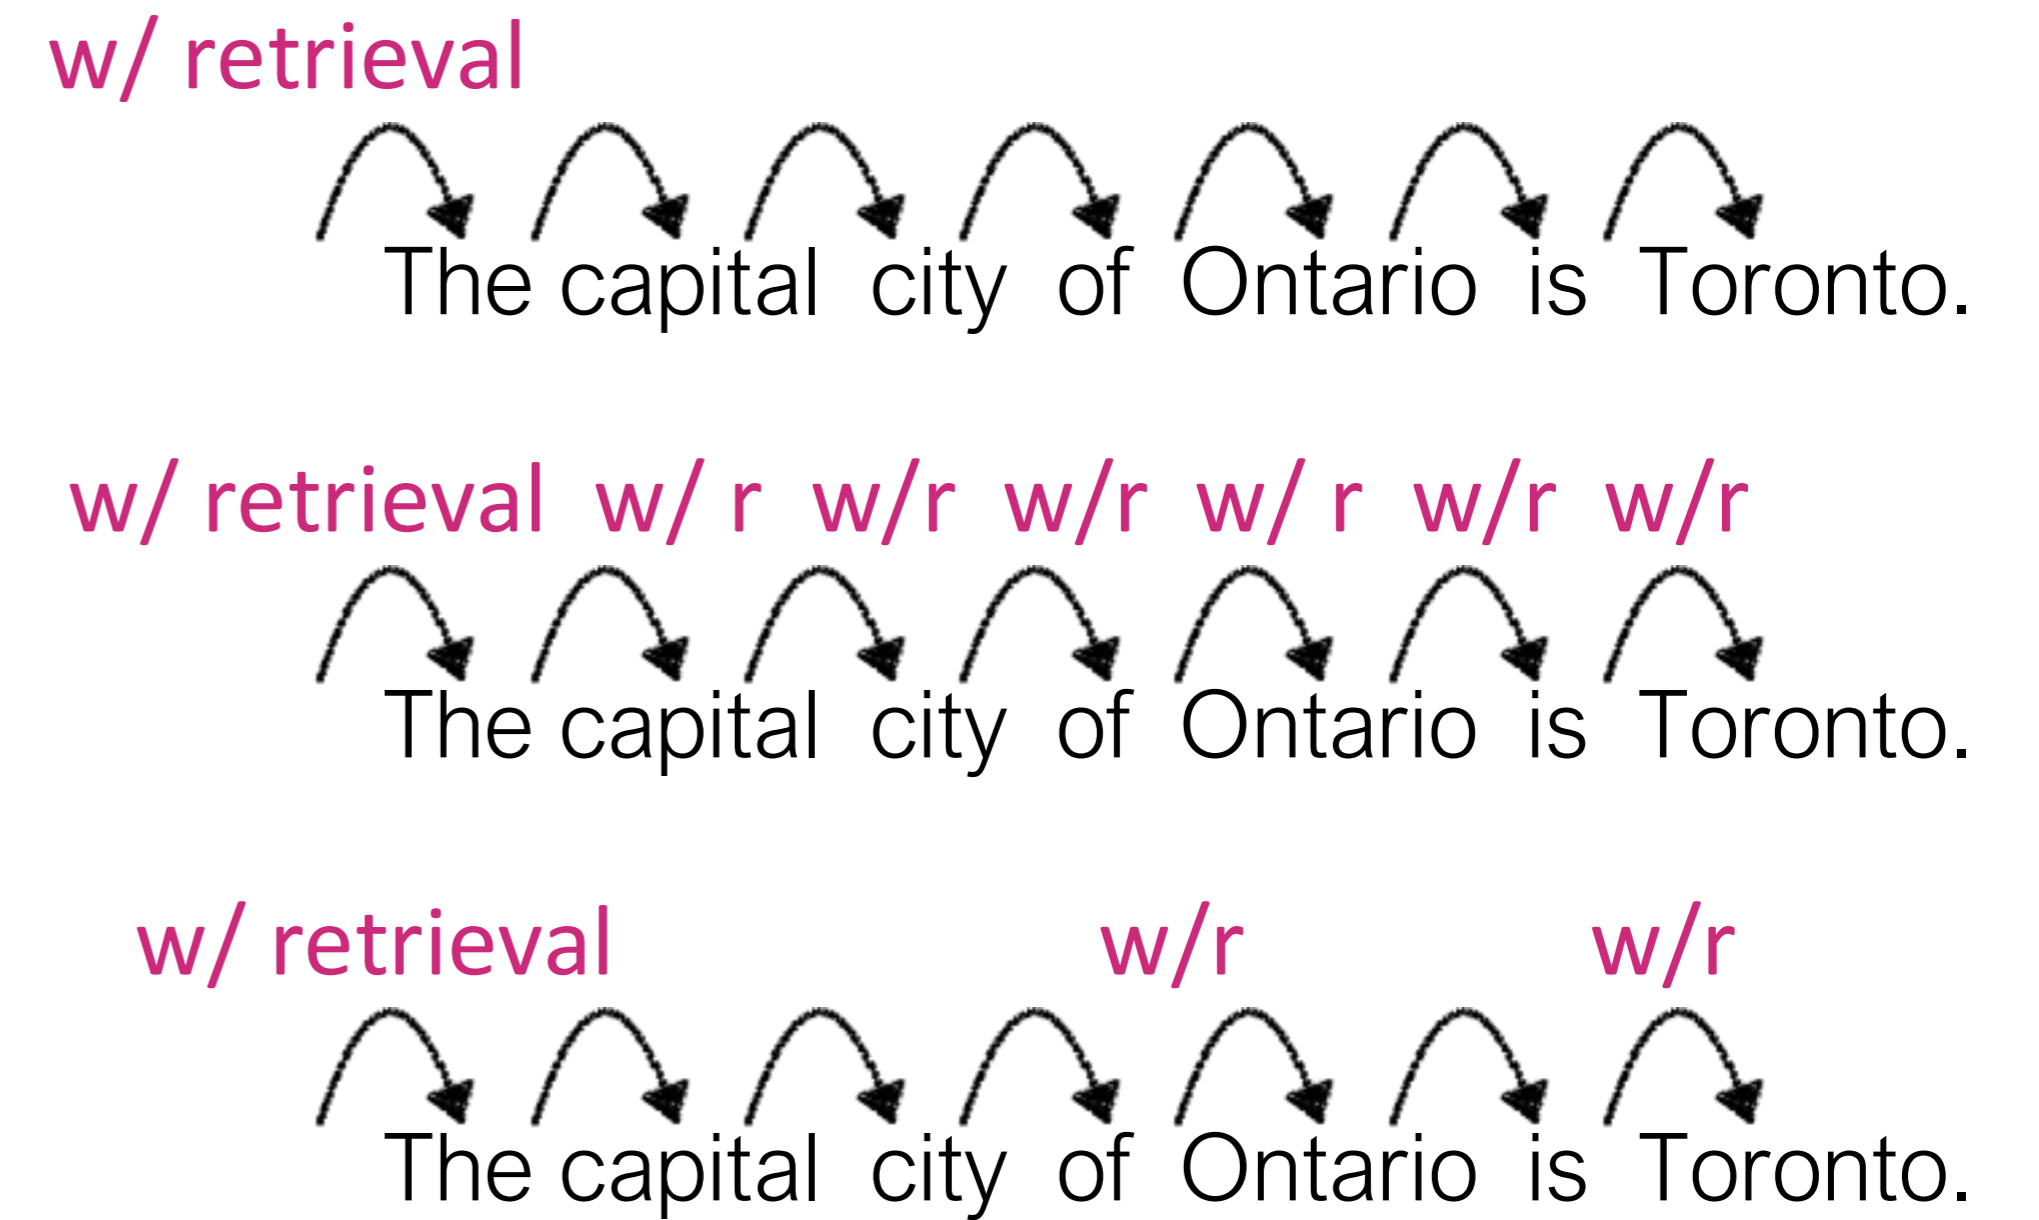 w/ retrieval
The capital city of Ontario is Toronto.
w/ retrieval w/ r w/r w/r w/ r w/r w/r
The capital city of Ontario is Toronto.
w/ retrieval w/r w/r
The capital city of Ontario is Toronto.